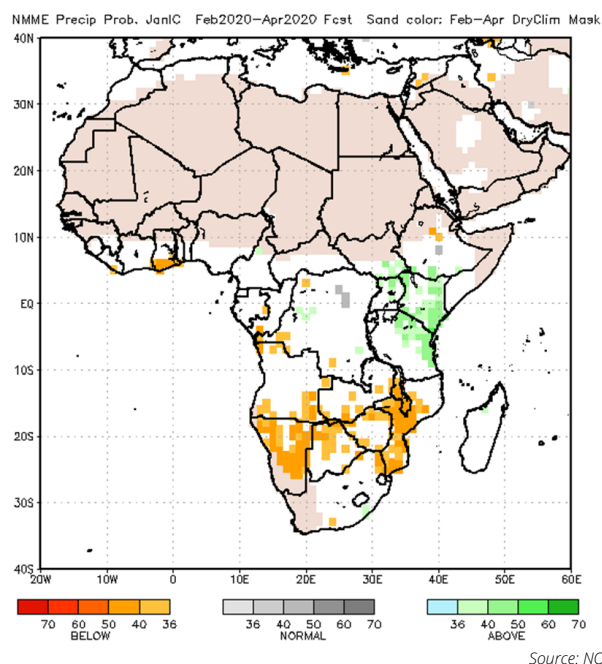 NMME Precip Prob. JanIC Feb2020-Apr2020 Fcst Sand color: Feb-Apr DryClim Mask
40N
30N
20N
10N
EQ
10S
20S
30S
40S
20W 10W 0 10E 20E 30E 40E 50E 60E
70 60 50 40 36 36 40 50 60 70 36 40 50 60 70
BELOW NORMAL ABOVE
Source: NC